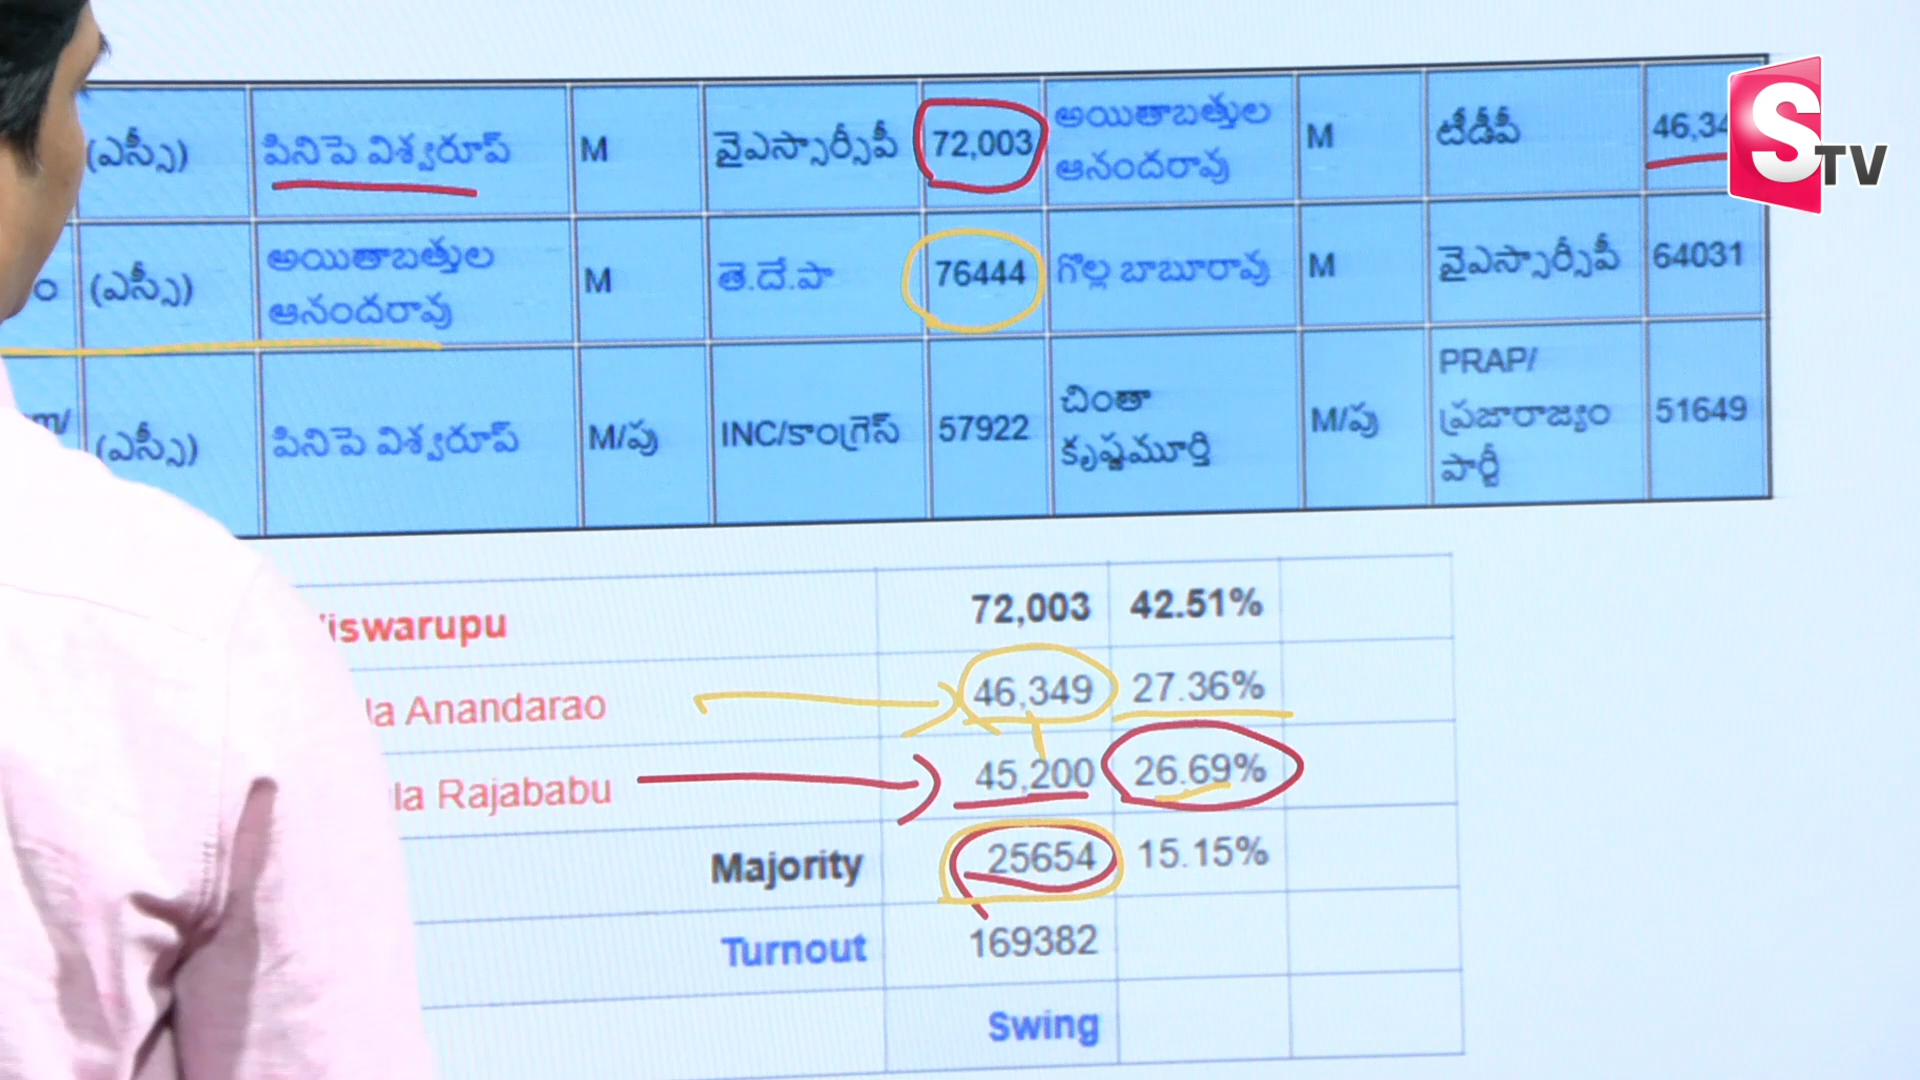 (ఎస్సీ) పినిపె విశ్వరూప్ M వైఎస్సార్సీపీ 72,003 అయితాబత్తుల ఆనందరావు M టీడీపీ 46,34
(ఎస్సీ) అయితాబత్తుల ఆనందరావు M తె.దే.పా 76444 గొల్ల బాబూరావు M వైఎస్సార్సీపీ 64031
(ఎస్సీ) పినిపె విశ్వరూప్ M/పు INC/కాంగ్రెస్ 57922 చింతా కృష్ణమూర్తి M/పు PRAP/ ప్రజారాజ్యం పార్టీ 51649
iswarupu 72,003 42.51%
la Anandarao 46,349 27.36%
la Rajababu 45,200 26.69%
Majority 25654 15.15%
Turnout 169382
Swing
S TV